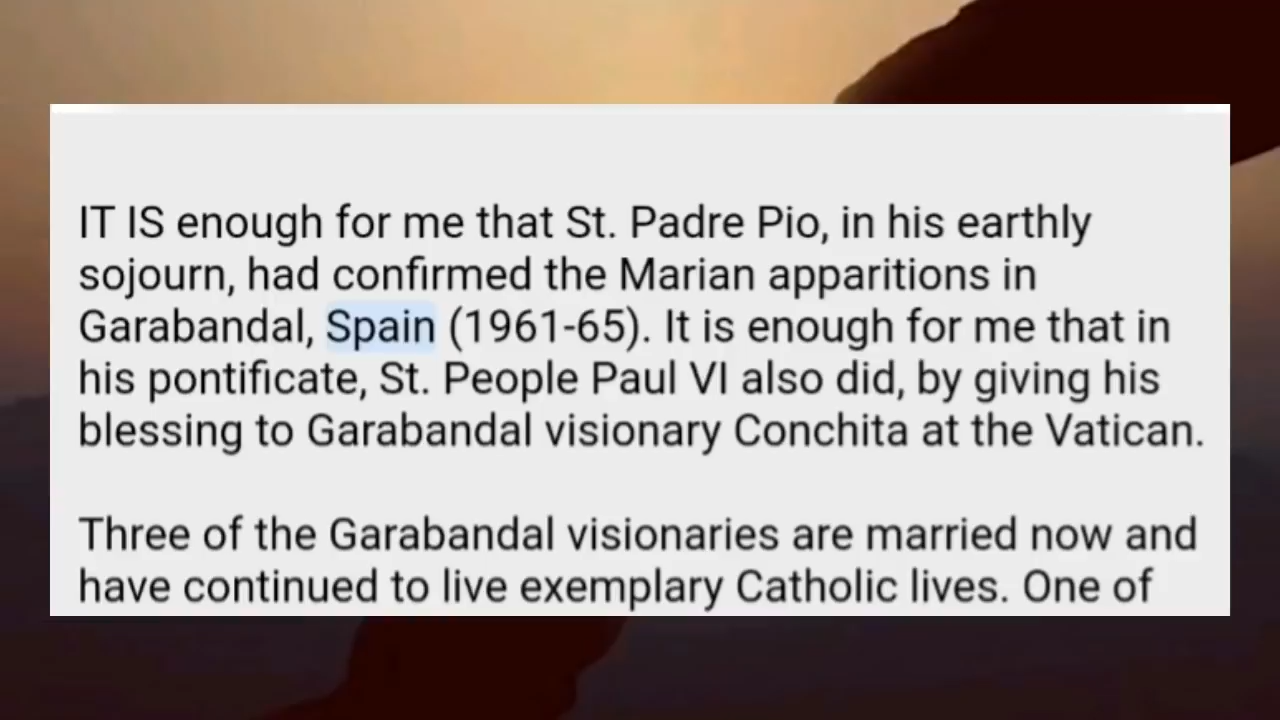 IT IS enough for me that St. Padre Pio, in his earthly
sojourn, had confirmed the Marian apparitions in
Garabandal, Spain (1961-65). It is enough for me that in
his pontificate, St. People Paul VI also did, by giving his
blessing to Garabandal visionary Conchita at the Vatican.
Three of the Garabandal visionaries are married now and
have continued to live exemplary Catholic lives. One of